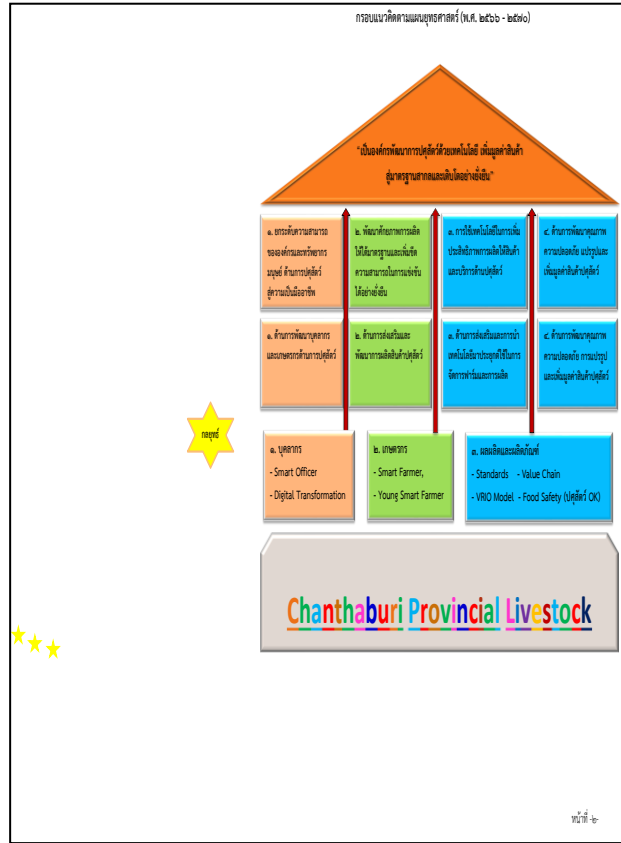 กรอบแนวคิดตามแผนยุทธศาสตร์ (พ.ศ. ๒๕๖๖ - ๒๕๗๐)
"เป็นองค์กรพัฒนาการปศุสัตว์ด้วยเทคโนโลยี เพิ่มมูลค่าสินค้า
สู่มาตรฐานสากลและเติบโตอย่างยั่งยืน"
๑. ยกระดับความสามารถ
ขององค์กรและทรัพยากร
มนุษย์ ด้านการปศุสัตว์
สู่ความเป็นมืออาชีพ
๒. พัฒนาศักยภาพการผลิต
ให้ได้มาตรฐานและเพิ่มขีด
ความสามารถในการแข่งขัน
ได้อย่างยั่งยืน
๓. การใช้เทคโนโลยีในการเพิ่ม
ประสิทธิภาพการผลิตให้สินค้า
และบริการด้านปศุสัตว์
๔. ด้านการพัฒนาคุณภาพ
ความปลอดภัย แปรรูปและ
เพิ่มมูลค่าสินค้าปศุสัตว์
๑. ด้านการพัฒนาบุคลากร
และเกษตรกรด้านการปศุสัตว์
๒. ด้านการส่งเสริมและ
พัฒนาการผลิตสินค้าปศุสัตว์
๓. ด้านการส่งเสริมและการนำ
เทคโนโลยีมาประยุกต์ใช้ในการ
จัดการฟาร์มและการผลิต
๔. ด้านการพัฒนาคุณภาพ
ความปลอดภัย การแปรรูป
และเพิ่มมูลค่าสินค้าปศุสัตว์
กลยุทธ์
๑. บุคลากร
- Smart Officer
- Digital Transformation
๒. เกษตรกร
- Smart Farmer,
- Young Smart Farmer
๓. ผลผลิตและผลิตภัณฑ์
- Standards - Value Chain
- VRIO Model - Food Safety (ปศุสัตว์ OK)
Chanthaburi Provincial Livestock
หน้าที่ -๒-